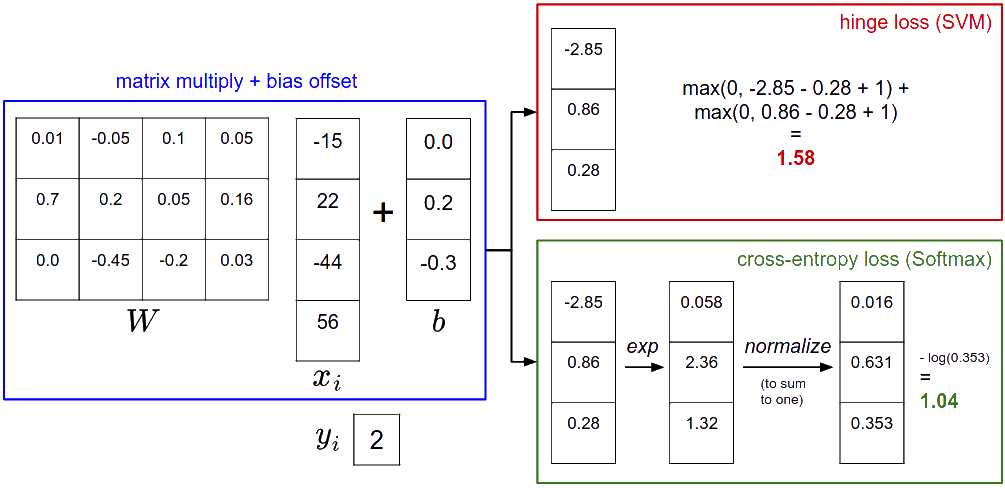 matrix multiply + bias offset
0.01 -0.05 0.1 0.05
0.7 0.2 0.05 0.16
0.0 -0.45 -0.2 0.03
W
-15
22
-44
56
x_i
+
0.0
0.2
-0.3
b
y_i 2
hinge loss (SVM)
-2.85
0.86
0.28
max(0, -2.85 - 0.28 + 1) +
max(0, 0.86 - 0.28 + 1)
=
1.58
cross-entropy loss (Softmax)
-2.85
0.86
0.28
exp
0.058
2.36
1.32
normalize
(to sum
to one)
0.016
0.631
0.353
- log(0.353)
=
1.04